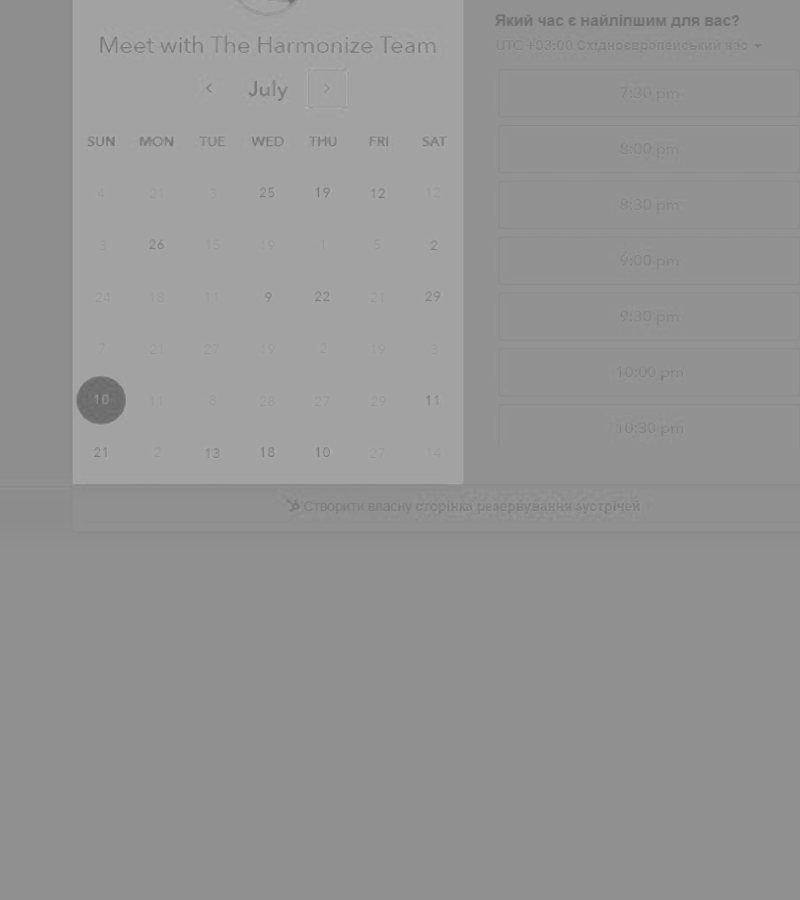 Meet with The Harmonize Team
July
SUN MON TUE WED THU FRI SAT
4 21 3 25 19 12 12
3 26 15 19 1 5 2
24 18 11 9 22 21 29
7 21 27 19 2 19 3
10 11 8 28 27 29 11
21 2 13 18 10 27 14
Який час є найліпшим для вас?
UTC +03:00 Східноєвропейський час
7:30 pm
8:00 pm
8:30 pm
9:00 pm
9:30 pm
10:00 pm
10:30 pm
Створити власну сторінка резервування зустрічей